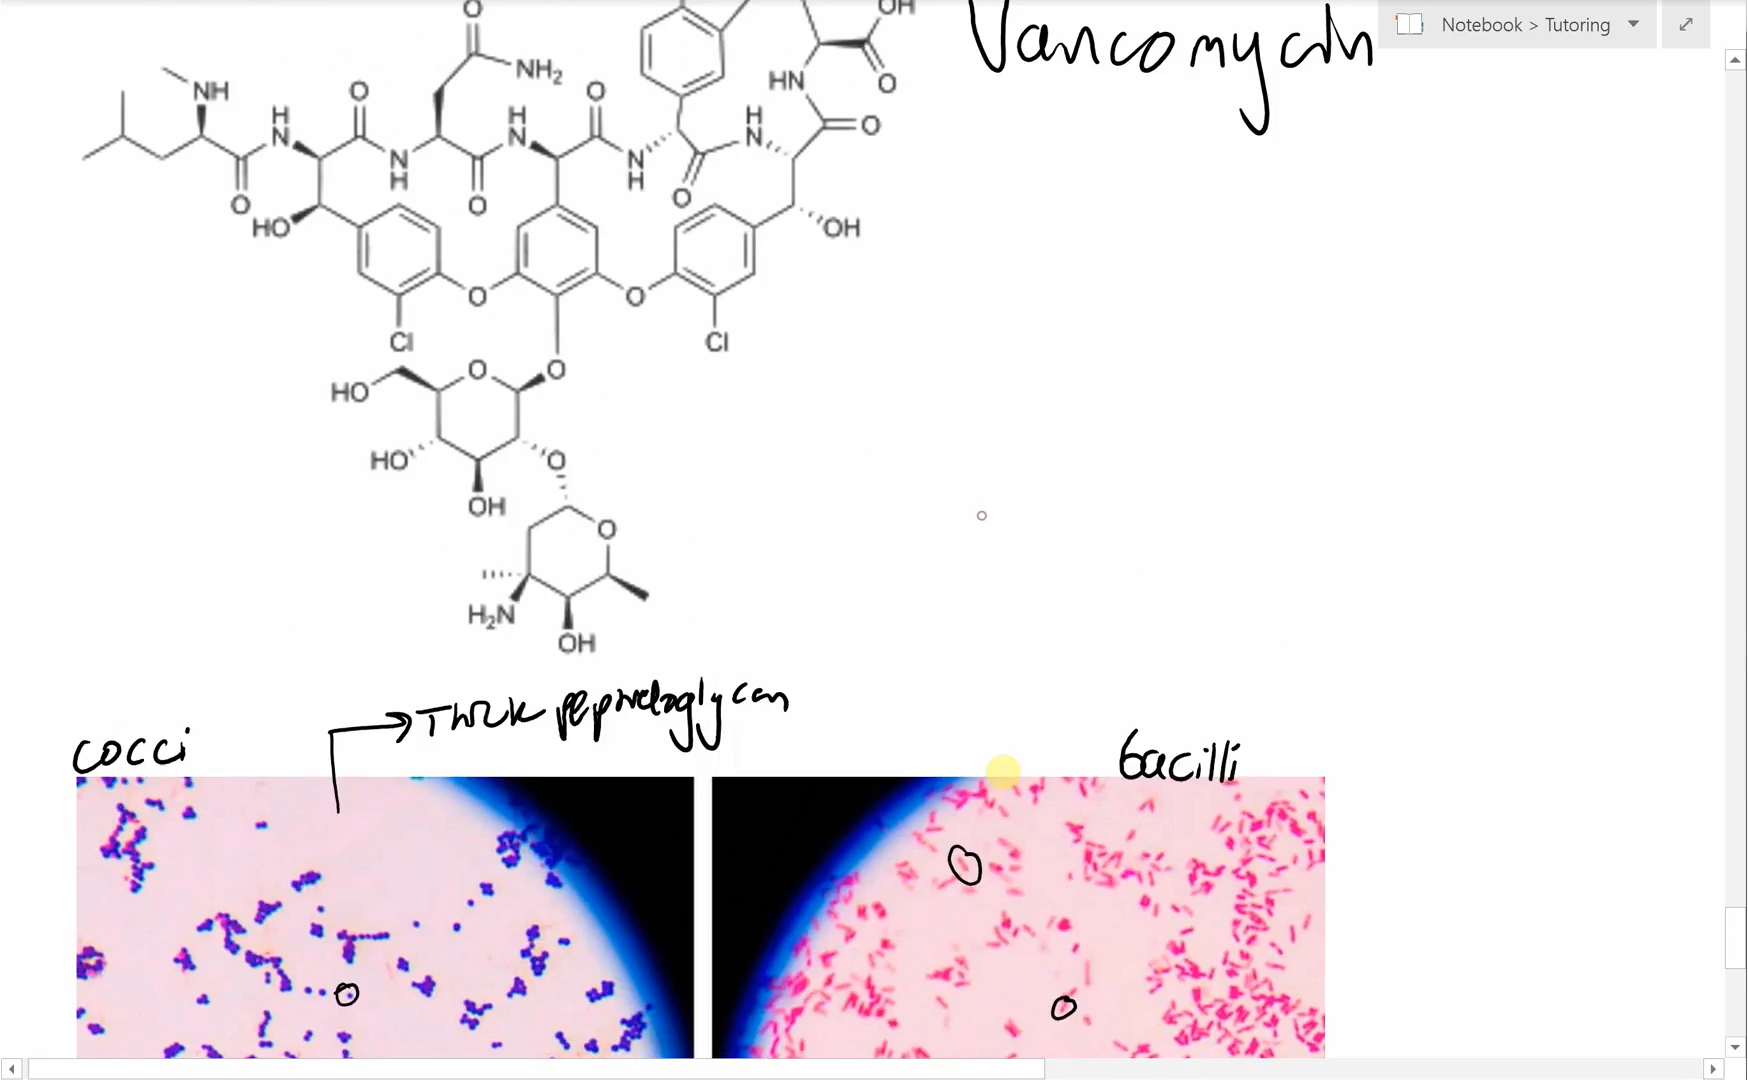 Vancomycin
Notebook > Tutoring
OH
O
NH₂
O
HN
NH
O
O
H
N
H
N
H
N
O
N
H
N
H
O
O
O
O
HO
OH
O
O
Cl
Cl
O
O
HO
HO
O
OH
O
H₂N
OH
Thick peptidoglycan
cocci
bacilli